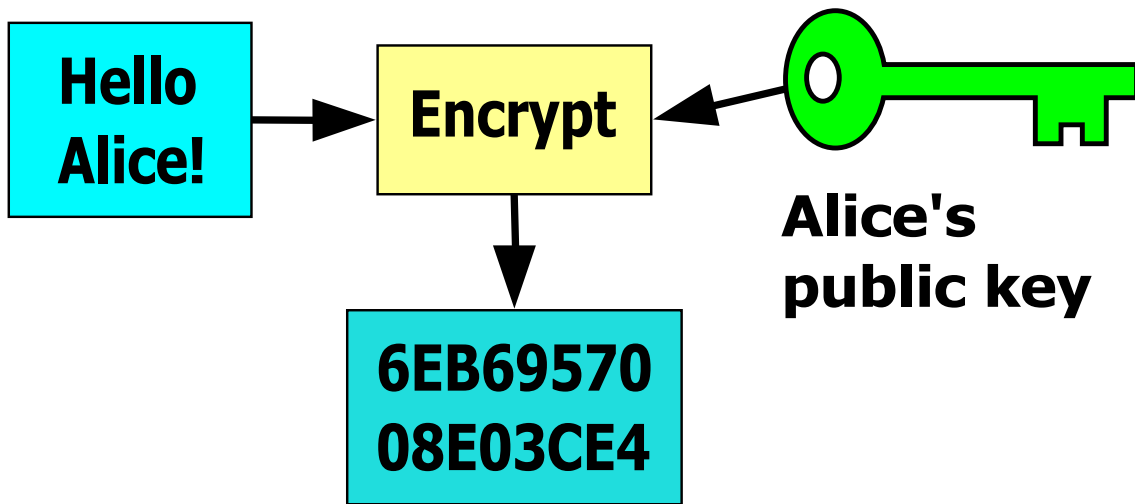 Hello
Alice!
Encrypt
Alice's
public key
6EB69570
08E03CE4